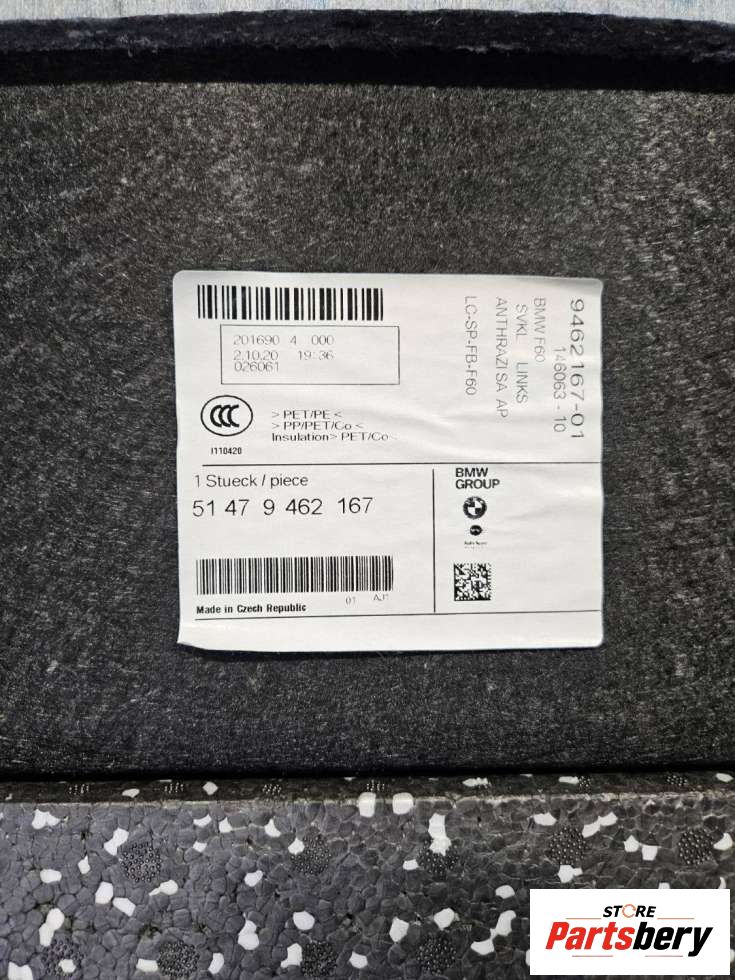 201690 4 000
2.10.20 19:36
026061
I110420
> PET/PE <
> PP/PET/Co <
Insulation> PET/Co <
9462167-01
146063 - 10
BMW F60
SVKL LINKS
ANTHRAZI SA AP
LC-SP-FB-F60
1 Stueck / piece
51 47 9 462 167
01 AJ1
Made in Czech Republic
BMW
GROUP
STORE
Partsbery